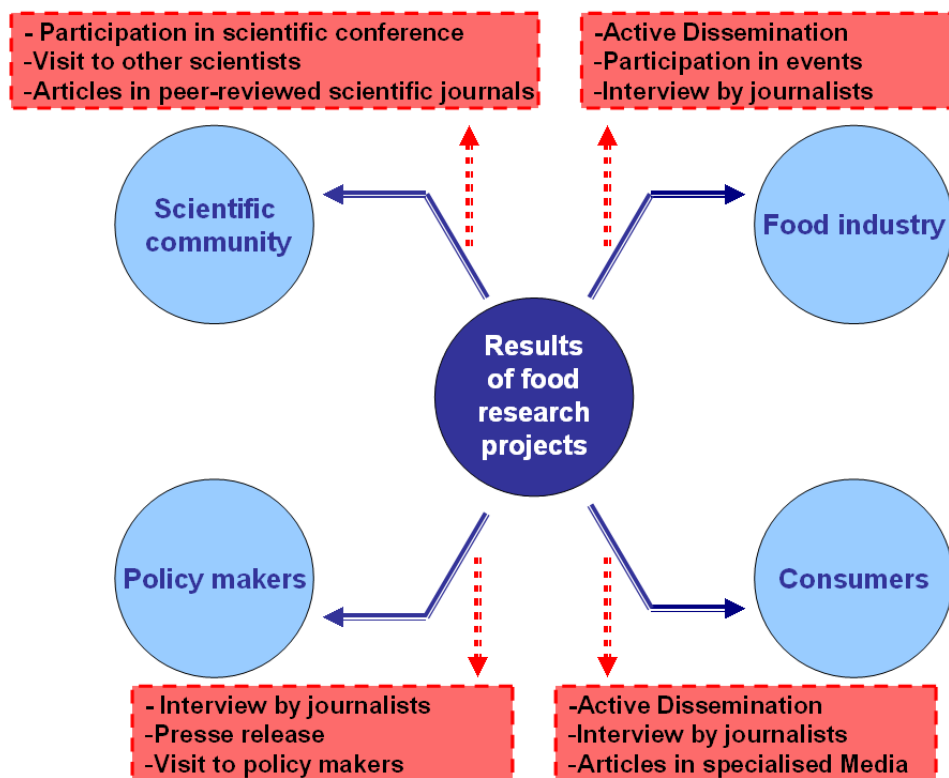 - Participation in scientific conference
-Visit to other scientists
-Articles in peer-reviewed scientific journals
-Active Dissemination
-Participation in events
-Interview by journalists
Scientific
community
Food industry
Results
of food
research
projects
Policy makers
Consumers
- Interview by journalists
-Presse release
-Visit to policy makers
-Active Dissemination
-Interview by journalists
-Articles in specialised Media